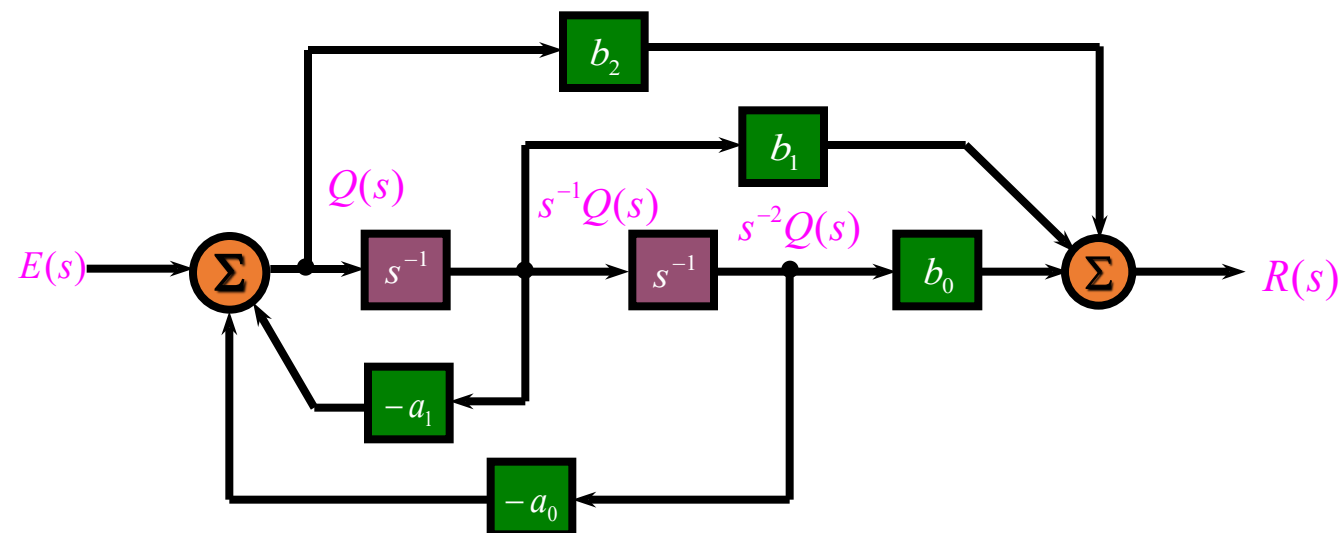 b₂
b₁
Q(s)
s⁻¹Q(s)
s⁻²Q(s)
E(s)
Σ
s⁻¹
s⁻¹
b₀
Σ
R(s)
−a₁
−a₀